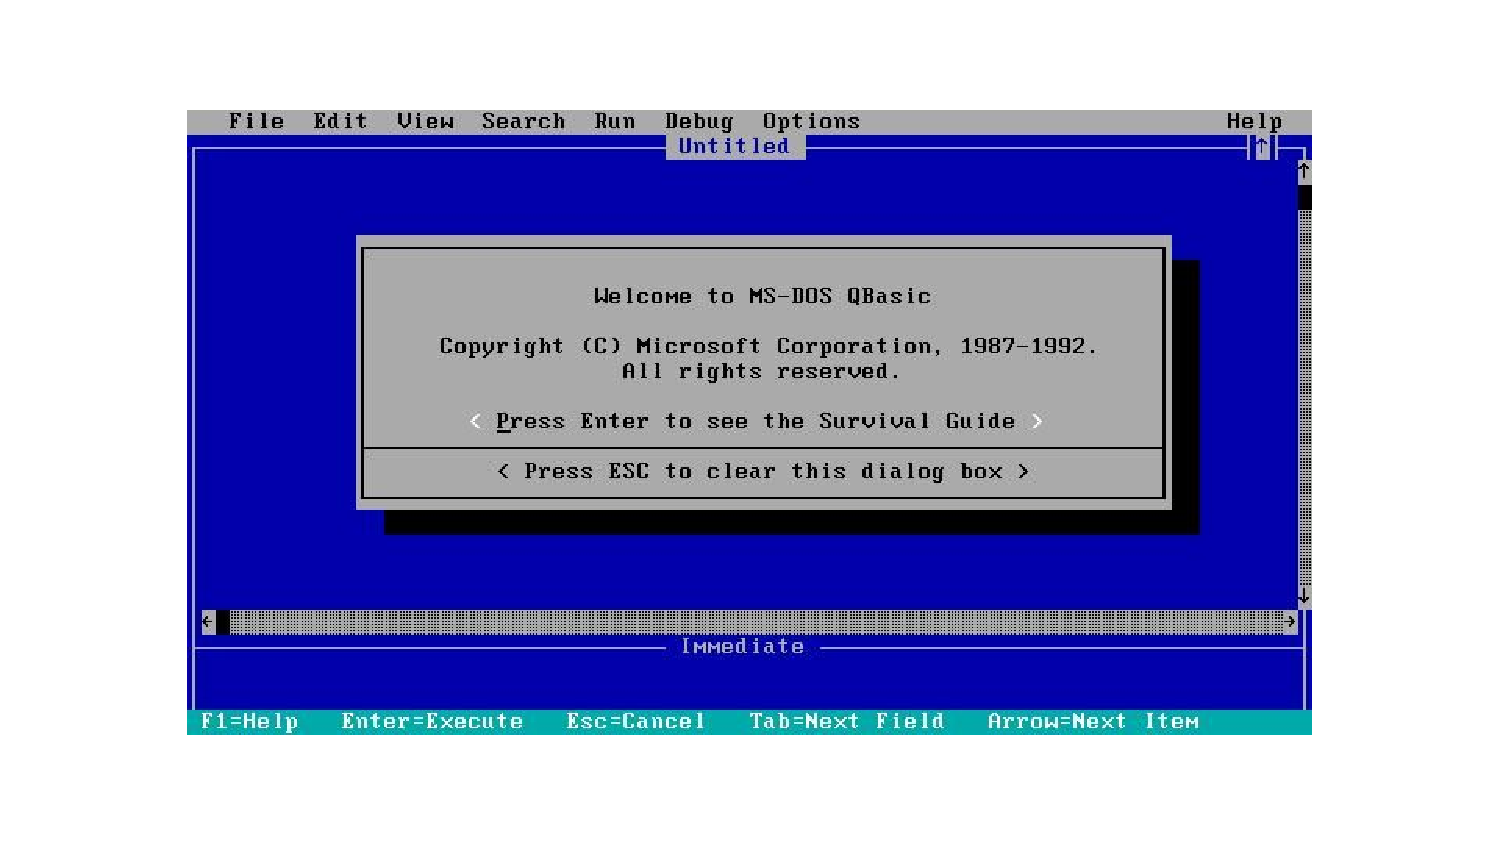 File Edit View Search Run Debug Options Help
Untitled
Welcome to MS-DOS QBasic
Copyright (C) Microsoft Corporation, 1987-1992.
All rights reserved.
< Press Enter to see the Survival Guide >
< Press ESC to clear this dialog box >
Immediate
F1=Help Enter=Execute Esc=Cancel Tab=Next Field Arrow=Next Item